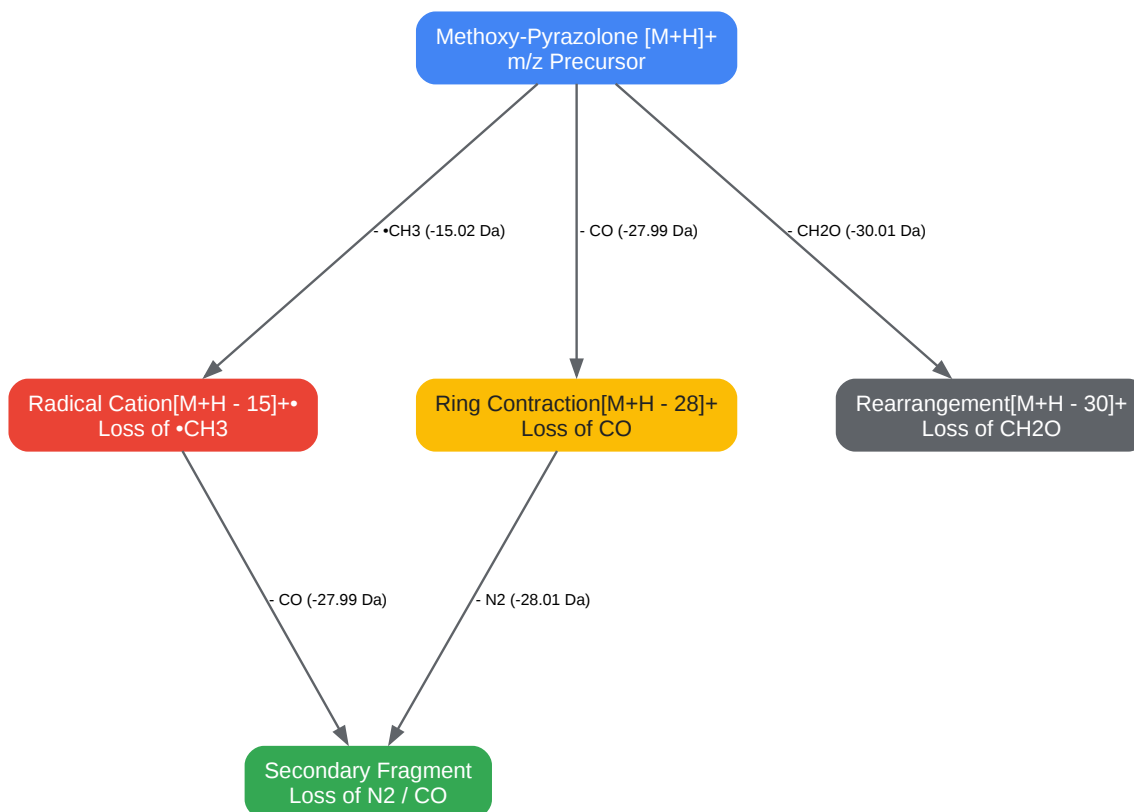 Methoxy-Pyrazolone [M+H]+
m/z Precursor
- •CH3 (-15.02 Da)
- CO (-27.99 Da)
- CH2O (-30.01 Da)
Radical Cation[M+H - 15]+•
Loss of •CH3
Ring Contraction[M+H - 28]+
Loss of CO
Rearrangement[M+H - 30]+
Loss of CH2O
- CO (-27.99 Da)
- N2 (-28.01 Da)
Secondary Fragment
Loss of N2 / CO